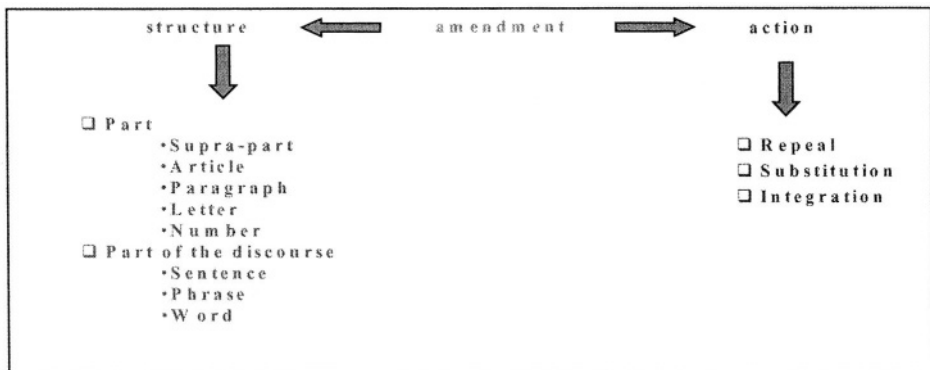 structure amendment action
❑ Part
•Supra-part
•Article
•Paragraph
•Letter
•Number
❑ Part of the discourse
•Sentence
•Phrase
•Word
❑ Repeal
❑ Substitution
❑ Integration